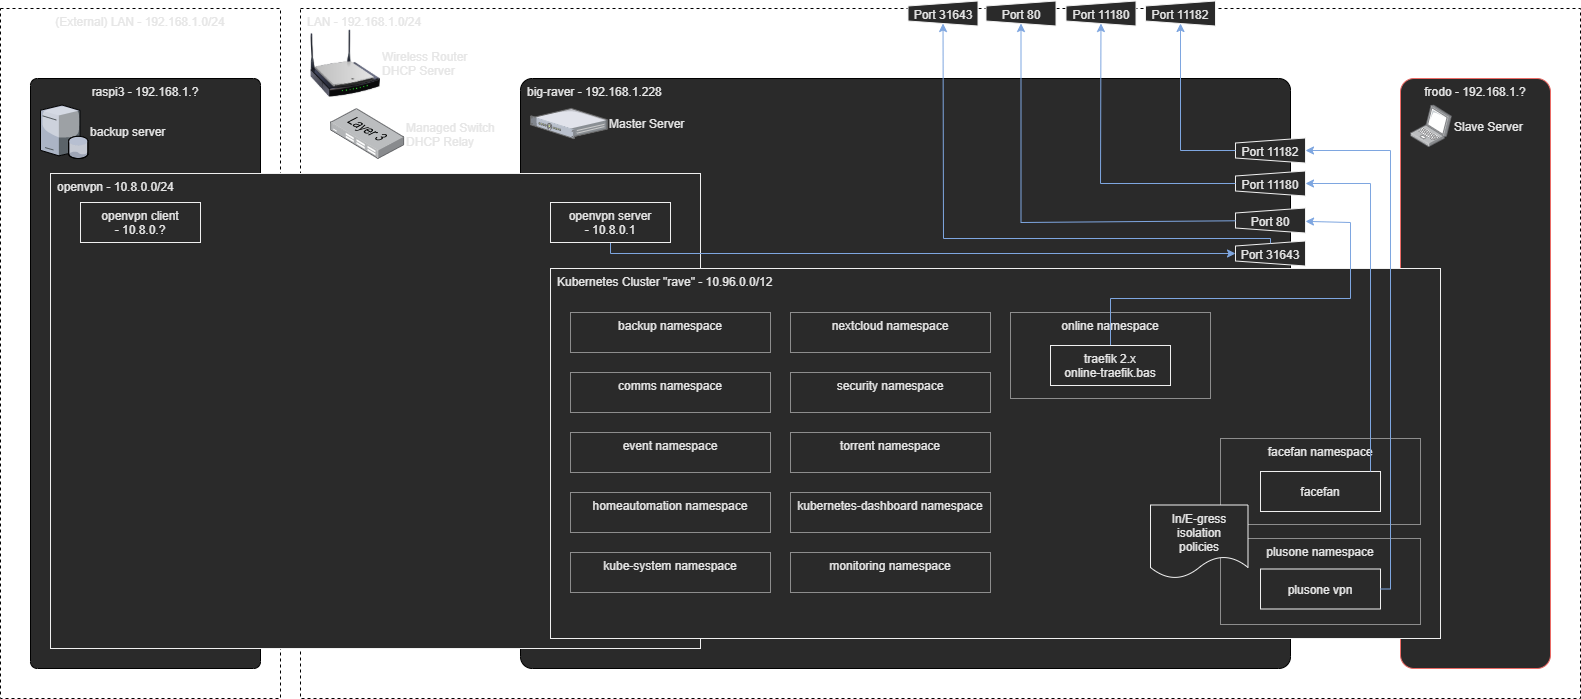 (External) LAN - 192.168.1.0/24
LAN - 192.168.1.0/24
Port 31643
Port 80
Port 11180
Port 11182
Wireless Router
DHCP Server
Layer 3
Managed Switch
DHCP Relay
raspi3 - 192.168.1.?
backup server
big-raver - 192.168.1.228
Master Server
frodo - 192.168.1.?
Slave Server
Port 11182
Port 11180
Port 80
Port 31643
openvpn - 10.8.0.0/24
openvpn client
- 10.8.0.?
openvpn server
- 10.8.0.1
Kubernetes Cluster "rave" - 10.96.0.0/12
backup namespace
nextcloud namespace
online namespace
traefik 2.x
online-traefik.bas
comms namespace
security namespace
event namespace
torrent namespace
homeautomation namespace
kubernetes-dashboard namespace
kube-system namespace
monitoring namespace
facefan namespace
facefan
In/E-gress
isolation
policies
plusone namespace
plusone vpn